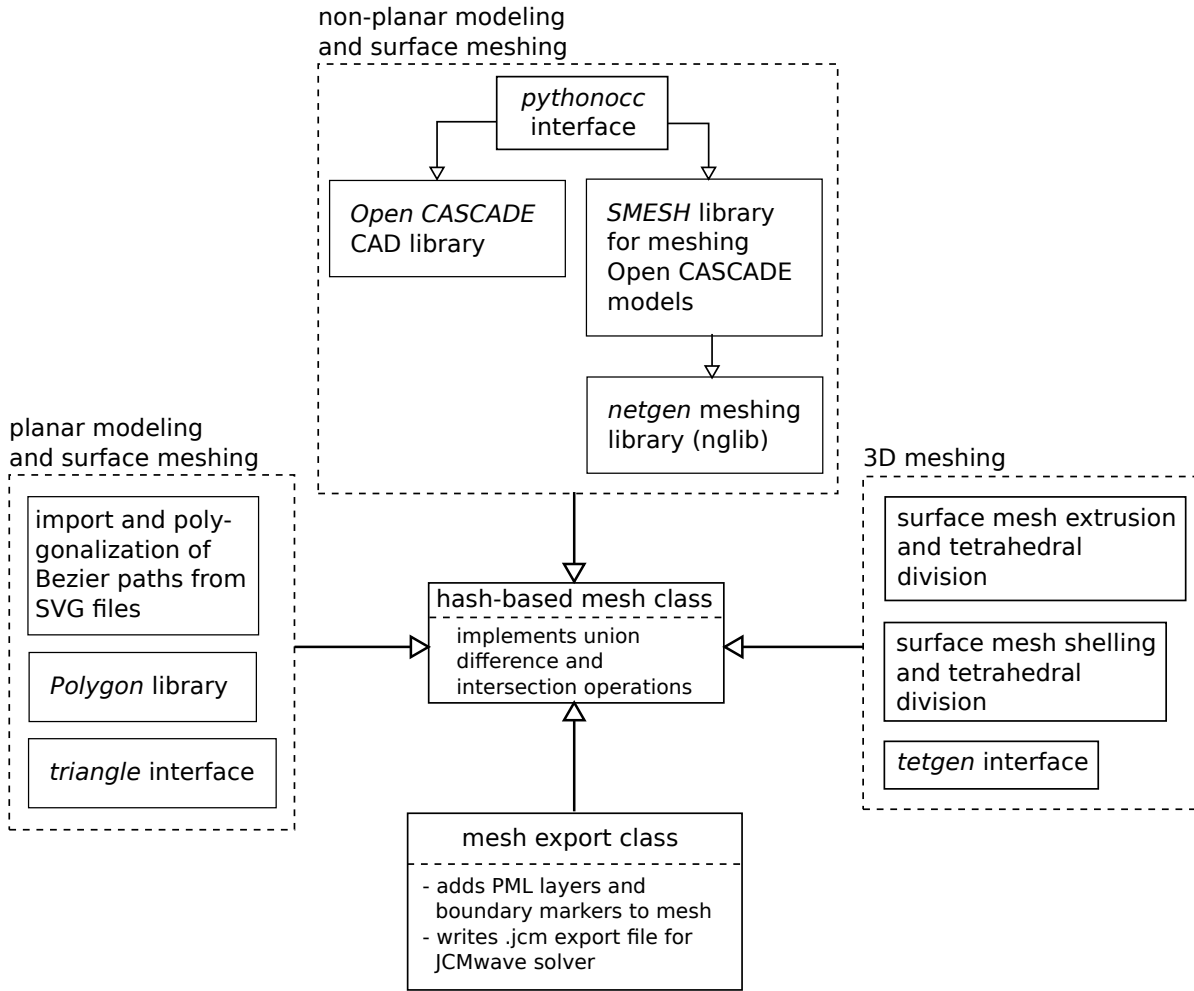 non-planar modeling
and surface meshing
pythonocc
interface
Open CASCADE
CAD library
SMESH library
for meshing
Open CASCADE
models
netgen meshing
library (nglib)
planar modeling
and surface meshing
import and poly-
gonalization of
Bezier paths from
SVG files
Polygon library
triangle interface
hash-based mesh class
implements union
difference and
intersection operations
3D meshing
surface mesh extrusion
and tetrahedral
division
surface mesh shelling
and tetrahedral
division
tetgen interface
mesh export class
- adds PML layers and
boundary markers to mesh
- writes .jcm export file for
JCMwave solver